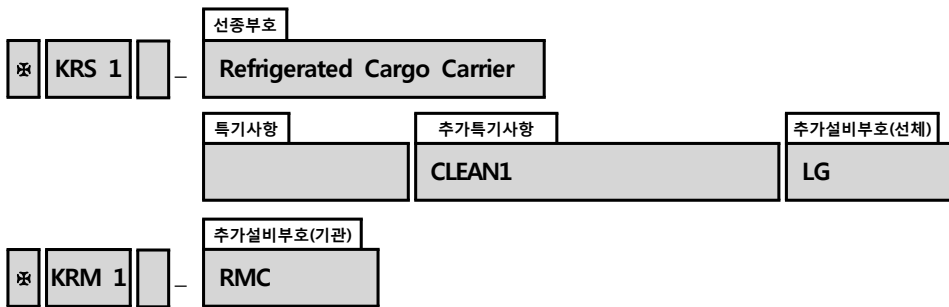 선종부호
✠ KRS 1 – Refrigerated Cargo Carrier
특기사항 추가특기사항 추가설비부호(선체)
CLEAN1 LG
추가설비부호(기관)
✠ KRM 1 – RMC